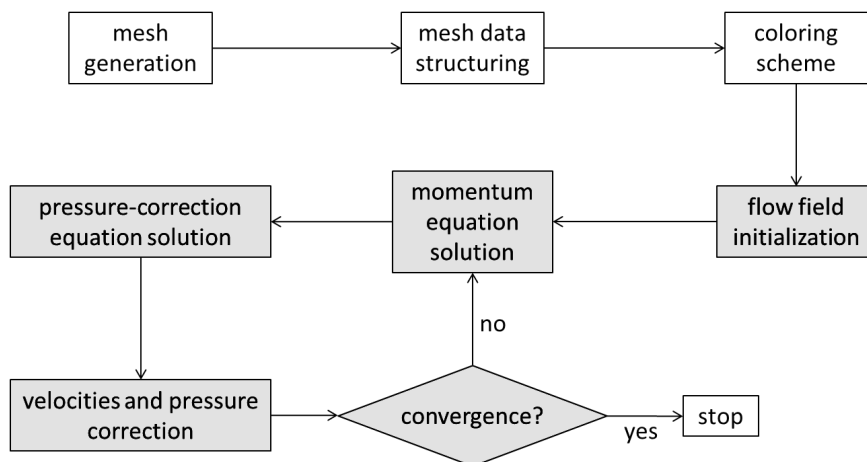 mesh
generation
mesh data
structuring
coloring
scheme
flow field
initialization
momentum
equation
solution
pressure-correction
equation solution
velocities and pressure
correction
convergence?
no
yes
stop